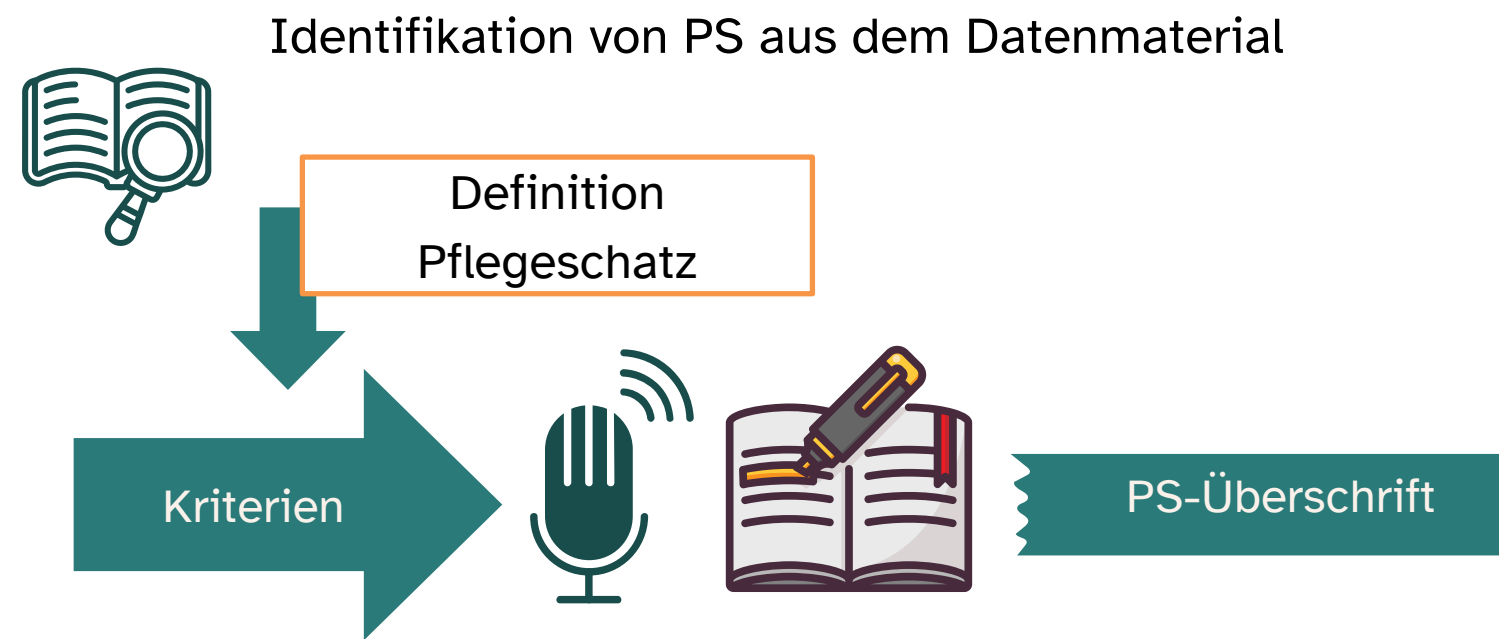 Identifikation von PS aus dem Datenmaterial
Definition
Pflegeschatz
Kriterien
PS-Überschrift